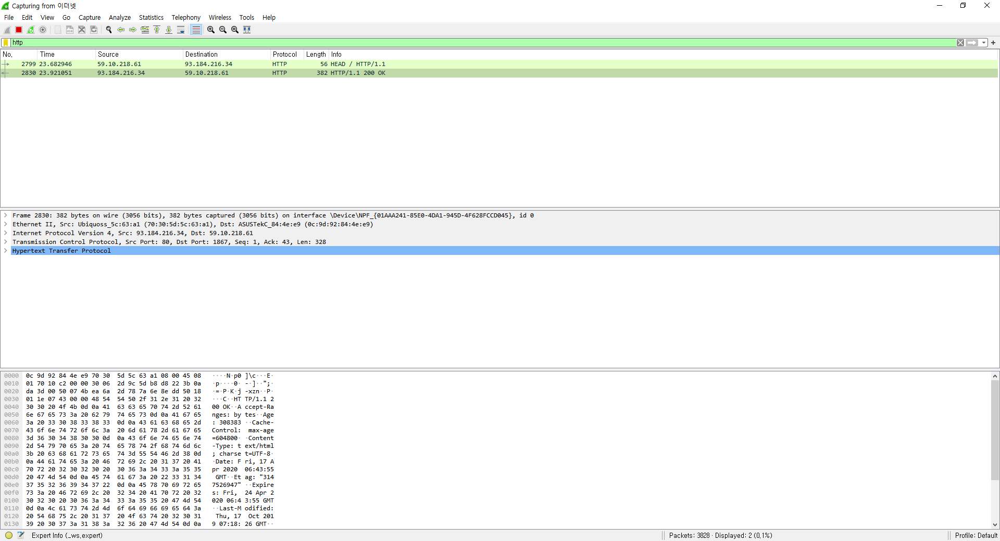 Capturing from 이더넷
File Edit View Go Capture Analyze Statistics Telephony Wireless Tools Help
http
No. Time Source Destination Protocol Length Info
2799 23.682946 59.10.218.61 93.184.216.34 HTTP 56 HEAD / HTTP/1.1
2830 23.921051 93.184.216.34 59.10.218.61 HTTP 382 HTTP/1.1 200 OK
Frame 2830: 382 bytes on wire (3056 bits), 382 bytes captured (3056 bits) on interface \Device\NPF_{01AAA241-85E0-4DA1-945D-4F628FCCD045}, id 0
Ethernet II, Src: Ubiquoss_5c:63:a1 (70:30:5d:5c:63:a1), Dst: ASUSTekC_84:4e:e9 (0c:9d:92:84:4e:e9)
Internet Protocol Version 4, Src: 93.184.216.34, Dst: 59.10.218.61
Transmission Control Protocol, Src Port: 80, Dst Port: 1867, Seq: 1, Ack: 43, Len: 328
Hypertext Transfer Protocol
0000 0c 9d 92 84 4e e9 70 30 5d 5c 63 a1 08 00 45 08 ····N·p0 ]\c···E·
0010 01 70 10 c2 00 00 30 06 2d 9c 5d b8 d8 22 3b 0a ·p····0· -·]··";·
0020 da 3d 00 50 07 4b ea 6a 2d 78 7a 6e 8e dd 50 18 ·=·P·K·j -xzn··P·
0030 01 1e 07 43 00 00 48 54 54 50 2f 31 2e 31 20 32 ···C··HT TP/1.1 2
0040 30 30 20 4f 4b 0d 0a 41 63 63 65 70 74 2d 52 61 00 OK··A ccept-Ra
0050 6e 67 65 73 3a 20 62 79 74 65 73 0d 0a 41 67 65 nges: by tes··Age
0060 3a 20 33 30 38 33 38 33 0d 0a 43 61 63 68 65 2d : 308383 ··Cache-
0070 43 6f 6e 74 72 6f 6c 3a 20 6d 61 78 2d 61 67 65 Control: max-age
0080 3d 36 30 34 38 30 30 0d 0a 43 6f 6e 74 65 6e 74 =604800· ·Content
0090 2d 54 79 70 65 3a 20 74 65 78 74 2f 68 74 6d 6c -Type: t ext/html
00a0 3b 20 63 68 61 72 73 65 74 3d 55 54 46 2d 38 0d ; charse t=UTF-8·
00b0 0a 44 61 74 65 3a 20 46 72 69 2c 20 31 37 20 41 ·Date: F ri, 17 A
00c0 70 72 20 32 30 32 30 20 30 36 3a 34 33 3a 35 35 pr 2020 06:43:55
00d0 20 47 4d 54 0d 0a 45 74 61 67 3a 20 22 33 31 34 GMT··Et ag: "314
00e0 37 35 32 36 39 34 37 22 0d 0a 45 78 70 69 72 65 7526947" ··Expire
00f0 73 3a 20 46 72 69 2c 20 32 34 20 41 70 72 20 32 s: Fri, 24 Apr 2
0100 30 32 30 20 30 36 3a 34 33 3a 35 35 20 47 4d 54 020 06:4 3:55 GMT
0110 0d 0a 4c 61 73 74 2d 4d 6f 64 69 66 69 65 64 3a ··Last-M odified:
0120 20 54 68 75 2c 20 31 37 20 4f 63 74 20 32 30 31 Thu, 17 Oct 201
0130 39 20 30 37 3a 31 38 3a 32 36 20 47 4d 54 0d 0a 9 07:18: 26 GMT··
Expert Info (_ws.expert) Packets: 3828 · Displayed: 2 (0.1%) Profile: Default